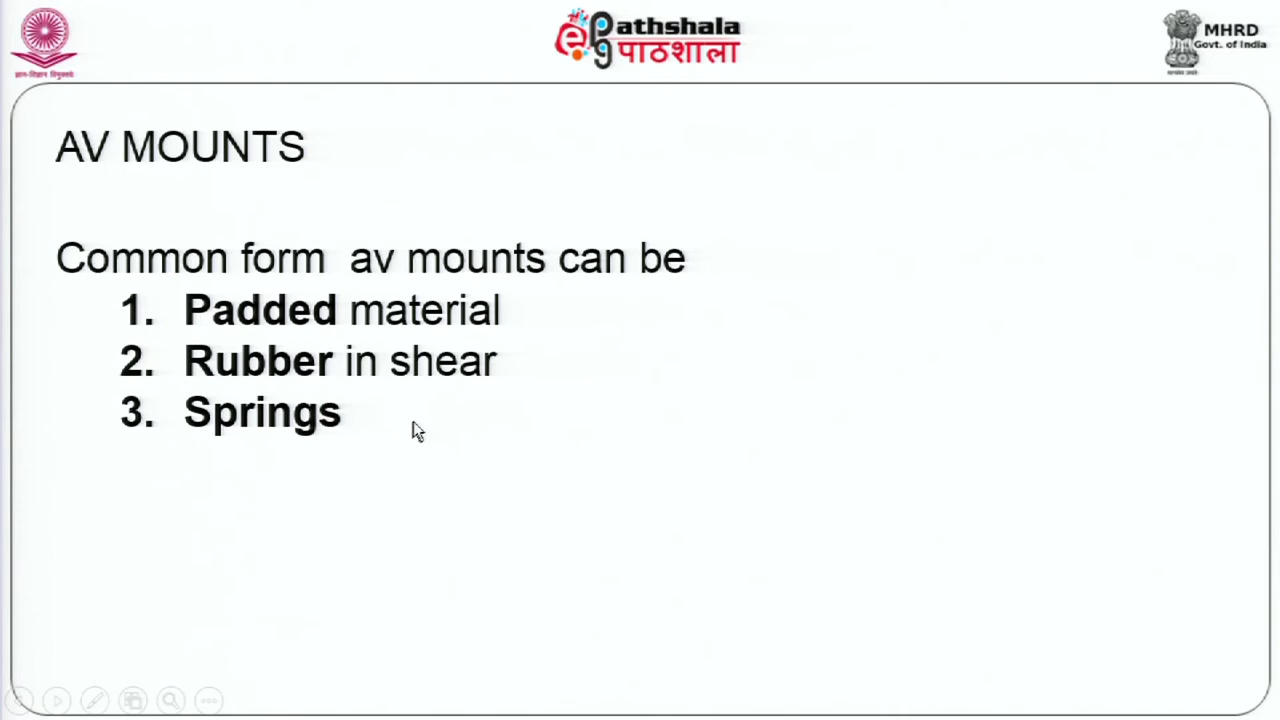 ePathshala
पाठशाला
MHRD
Govt. of India
AV MOUNTS
Common form av mounts can be
1. Padded material
2. Rubber in shear
3. Springs